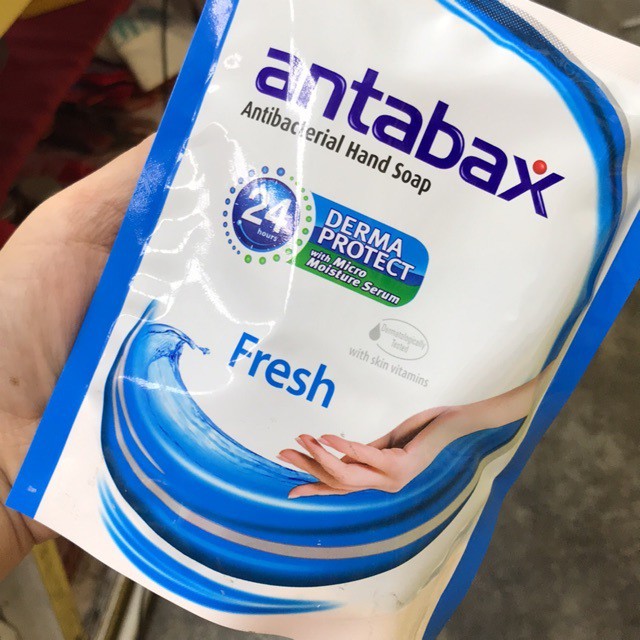 antabax
Antibacterial Hand Soap
24
hours
DERMA
PROTECT
with Micro
Moisture Serum
Dermatologically
Tested
with skin vitamins
Fresh